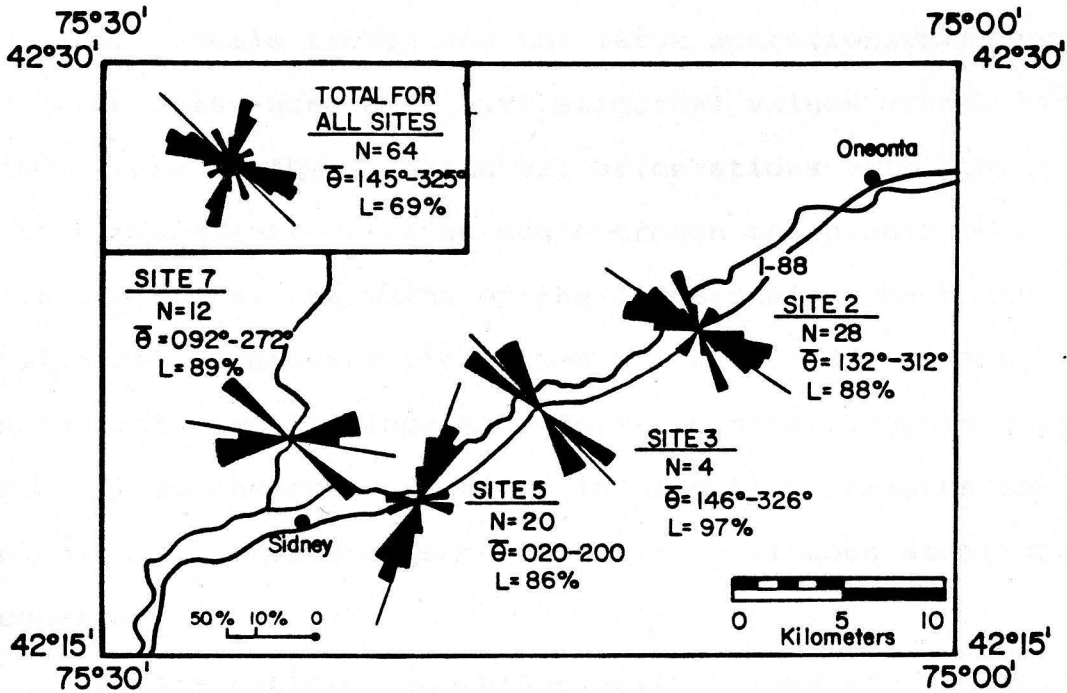 75°30'
75°00'
42°30'
42°30'
TOTAL FOR
ALL SITES
N=64
θ̅=145°-325°
L=69%
Oneonta
I-88
SITE 7
N=12
θ̅=092°-272°
L=89%
SITE 2
N=28
θ̅=132°-312°
L=88%
SITE 3
N=4
θ̅=146°-326°
L=97%
SITE 5
N=20
θ̅=020-200
L=86%
Sidney
50% 10% 0
0 5 10
Kilometers
42°15'
42°15'
75°30'
75°00'